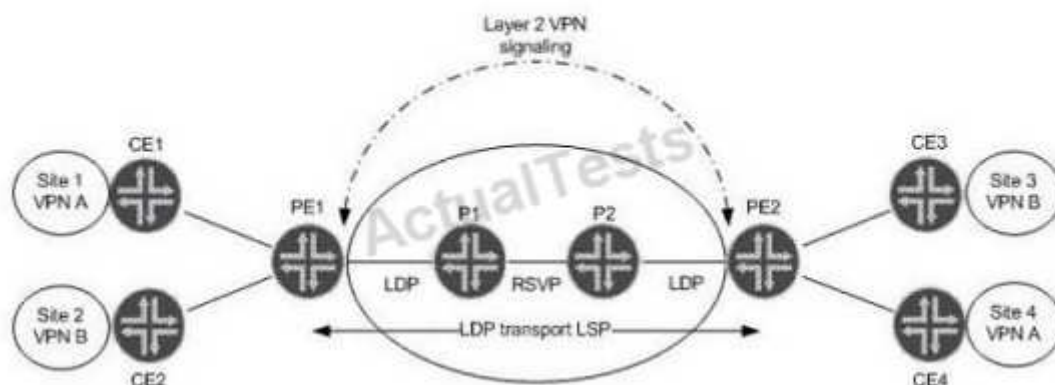 Layer 2 VPN
signaling
ActualTests
CE1
CE3
Site 1
VPN A
Site 3
VPN B
PE1
P1
P2
PE2
LDP
RSVP
LDP
LDP transport LSP
Site 2
VPN B
Site 4
VPN A
CE2
CE4